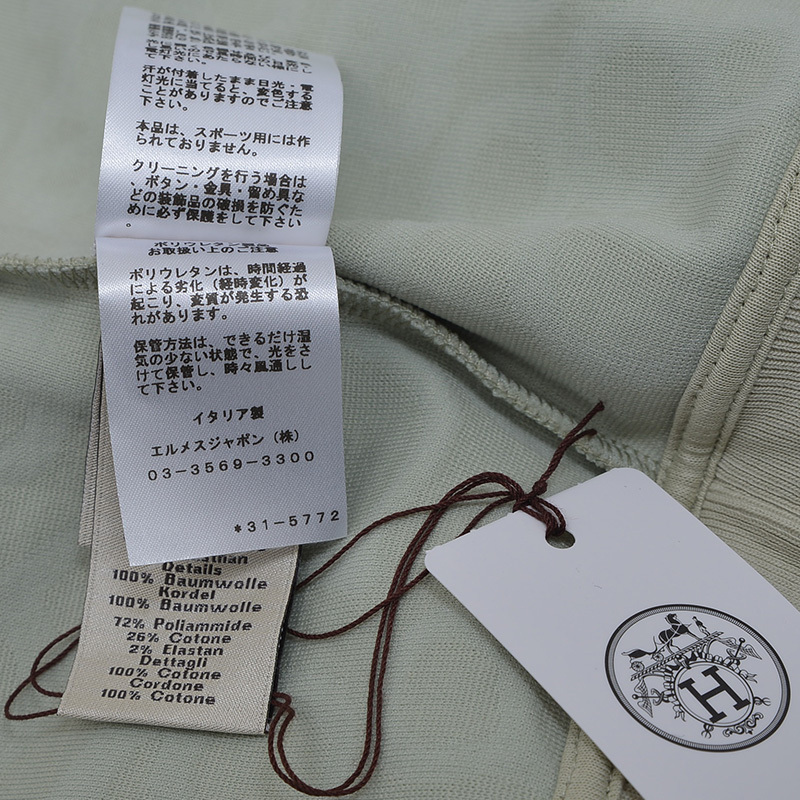 汗が付着したまま日光・電
灯光に当てると、変色する
ことがありますのでご注意
下さい。
本品は、スポーツ用には作
られておりません。
クリーニングを行う場合は
、ボタン・金具・留め具な
どの装飾品の破損を防ぐた
めに必ず保護をして下さい
。
お取扱い上のご注意
ポリウレタンは、時間経過
による劣化（経時変化）が
起こり、変質が発生する恐
れがあります。
保管方法は、できるだけ湿
気の少ない状態で、光をさ
けて保管し、時々風通しし
て下さい。
イタリア製
エルメスジャポン（株）
03-3569-3300
*31-5772
Details
100% Baumwolle
Kordel
100% Baumwolle
72% Poliammide
26% Cotone
2% Elastan
Dettagli
100% Cotone
Cordone
100% Cotone
H